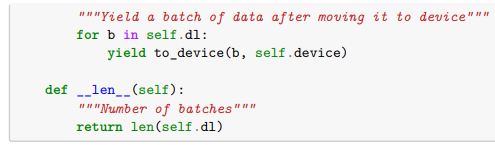 """Yield a batch of data after moving it to device"""
for b in self.dl:
yield to_device(b, self.device)
def __len__(self):
"""Number of batches"""
return len(self.dl)